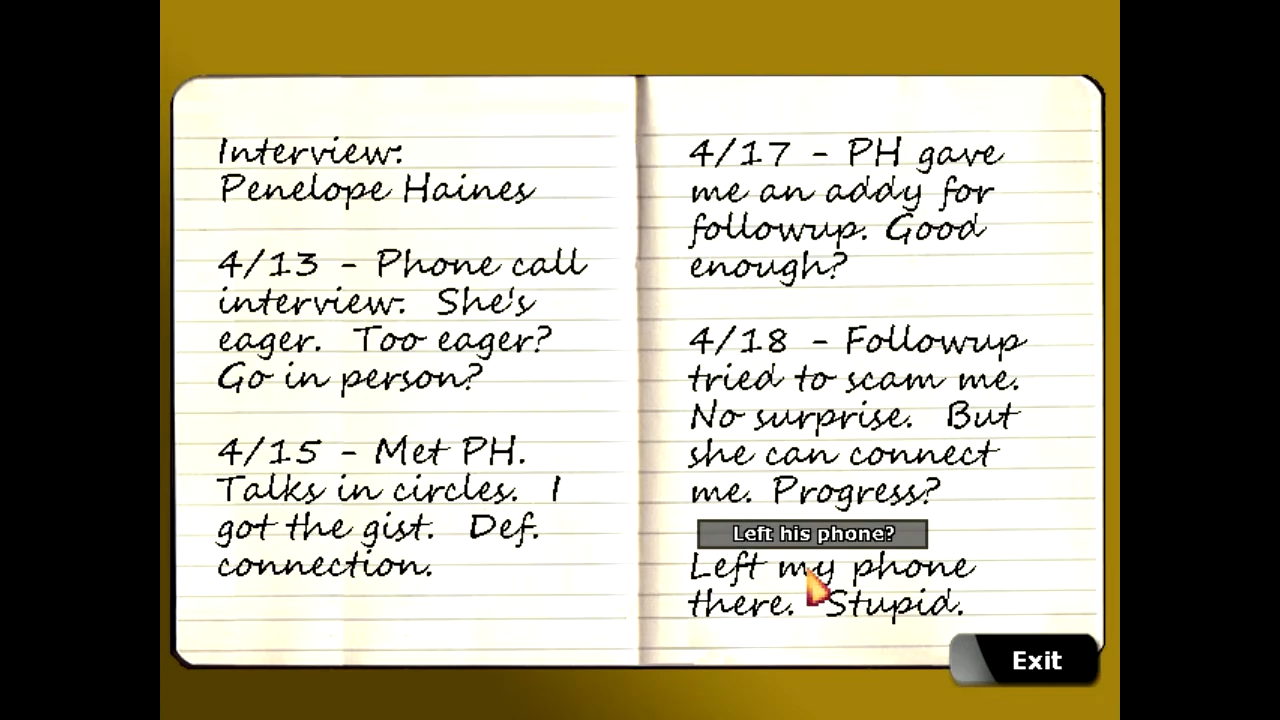 Interview:
Penelope Haines
4/13 - Phone call
interview. She's
eager. Too eager?
Go in person?
4/15 - Met PH.
Talks in circles. I
got the gist. Def.
connection.
4/17 - PH gave
me an addy for
followup. Good
enough?
4/18 - Followup
tried to scam me.
No surprise. But
she can connect
me. Progress?
Left his phone?
Left my phone
there. Stupid.
Exit